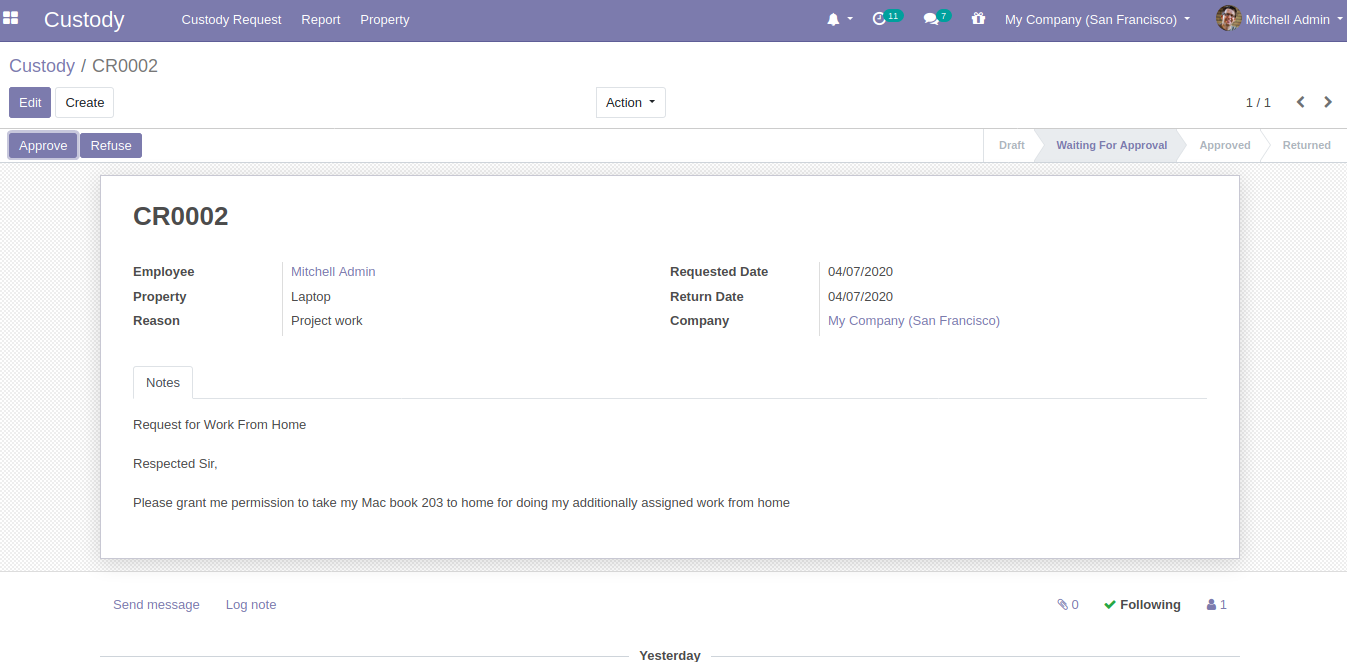 Custody Custody Request Report Property 11 7 My Company (San Francisco) Mitchell Admin
Custody / CR0002
Edit Create Action 1 / 1
Approve Refuse Draft Waiting For Approval Approved Returned
CR0002
Employee Mitchell Admin Requested Date 04/07/2020
Property Laptop Return Date 04/07/2020
Reason Project work Company My Company (San Francisco)
Notes
Request for Work From Home
Respected Sir,
Please grant me permission to take my Mac book 203 to home for doing my additionally assigned work from home
Send message Log note 0 Following 1
Yesterday